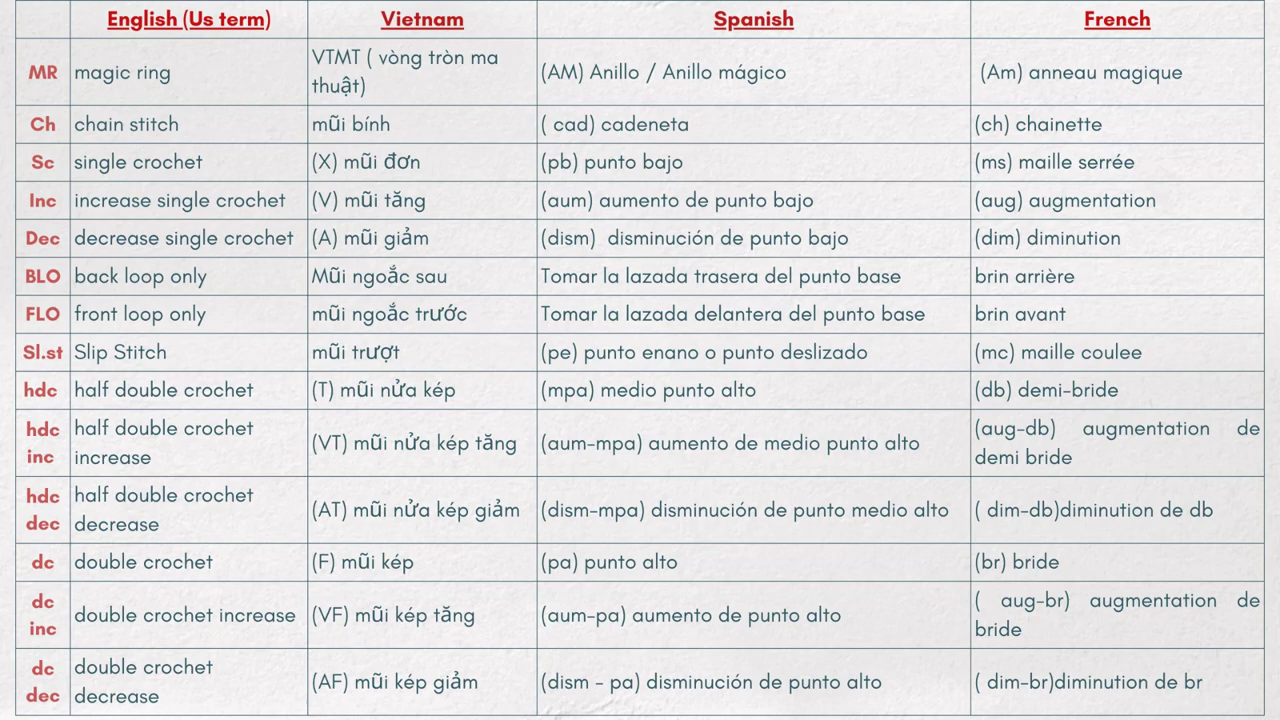 English (Us term) Vietnam Spanish French
MR magic ring VTMT ( vòng tròn ma thuật) (AM) Anillo / Anillo mágico (Am) anneau magique
Ch chain stitch mũi bính ( cad) cadeneta (ch) chainette
Sc single crochet (X) mũi đơn (pb) punto bajo (ms) maille serrée
Inc increase single crochet (V) mũi tăng (aum) aumento de punto bajo (aug) augmentation
Dec decrease single crochet (A) mũi giảm (dism) disminución de punto bajo (dim) diminution
BLO back loop only Mũi ngoắc sau Tomar la lazada trasera del punto base brin arrière
FLO front loop only mũi ngoắc trước Tomar la lazada delantera del punto base brin avant
Sl.st Slip Stitch mũi trượt (pe) punto enano o punto deslizado (mc) maille coulee
hdc half double crochet (T) mũi nửa kép (mpa) medio punto alto (db) demi-bride
hdc inc half double crochet increase (VT) mũi nửa kép tăng (aum-mpa) aumento de medio punto alto (aug-db) augmentation de demi bride
hdc dec half double crochet decrease (AT) mũi nửa kép giảm (dism-mpa) disminución de punto medio alto ( dim-db)diminution de db
dc double crochet (F) mũi kép (pa) punto alto (br) bride
dc inc double crochet increase (VF) mũi kép tăng (aum-pa) aumento de punto alto ( aug-br) augmentation de bride
dc dec double crochet decrease (AF) mũi kép giảm (dism - pa) disminución de punto alto ( dim-br)diminution de br